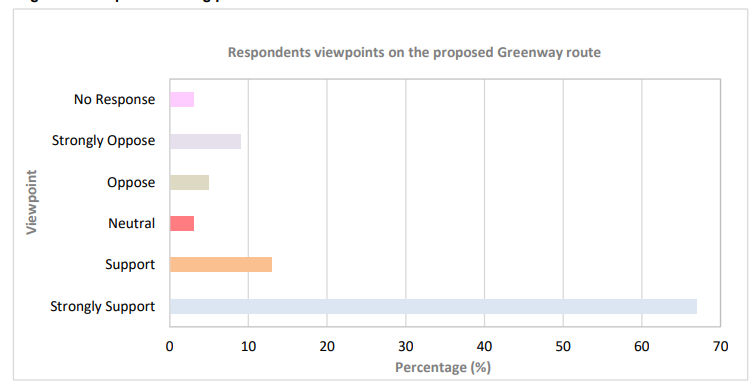 Respondents viewpoints on the proposed Greenway route
No Response
Strongly Oppose
Oppose
Neutral
Support
Strongly Support
Viewpoint
0 10 20 30 40 50 60 70
Percentage (%)